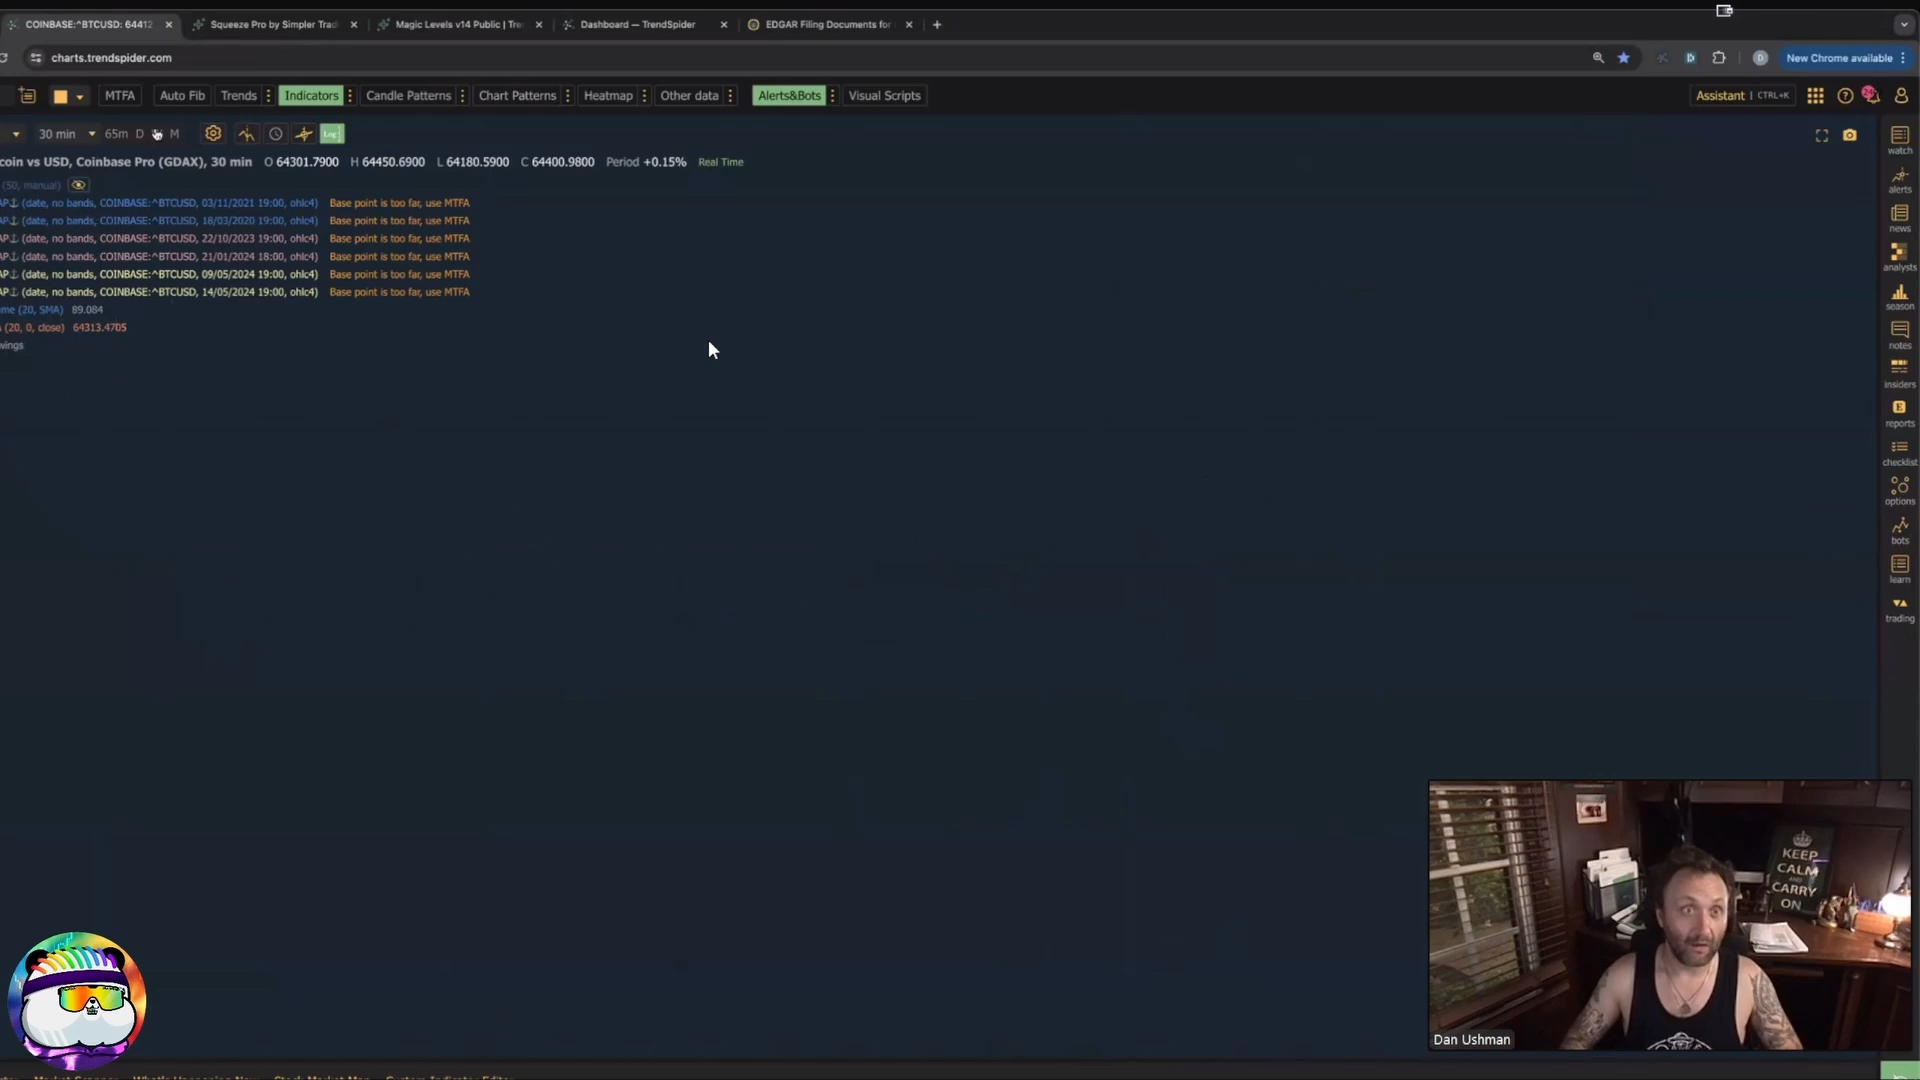 COINBASE:^BTCUSD: 64412
Squeeze Pro by Simpler Trad
Magic Levels v14 Public | Tre
Dashboard — TrendSpider
EDGAR Filing Documents for
charts.trendspider.com
New Chrome available
MTFA Auto Fib Trends Indicators Candle Patterns Chart Patterns Heatmap Other data Alerts&Bots Visual Scripts
Assistant | CTRL+K
30 min 65m D M Log
coin vs USD, Coinbase Pro (GDAX), 30 min O 64301.7900 H 64450.6900 L 64180.5900 C 64400.9800 Period +0.15% Real Time
(50, manual)
AP (date, no bands, COINBASE:^BTCUSD, 03/11/2021 19:00, ohlc4) Base point is too far, use MTFA
AP (date, no bands, COINBASE:^BTCUSD, 18/03/2020 19:00, ohlc4) Base point is too far, use MTFA
AP (date, no bands, COINBASE:^BTCUSD, 22/10/2023 19:00, ohlc4) Base point is too far, use MTFA
AP (date, no bands, COINBASE:^BTCUSD, 21/01/2024 18:00, ohlc4) Base point is too far, use MTFA
AP (date, no bands, COINBASE:^BTCUSD, 09/05/2024 19:00, ohlc4) Base point is too far, use MTFA
AP (date, no bands, COINBASE:^BTCUSD, 14/05/2024 19:00, ohlc4) Base point is too far, use MTFA
me (20, SMA) 89.084
(20, 0, close) 64313.4705
wings
watch
alerts
news
analysts
season
notes
insiders
reports
checklist
options
bots
learn
trading
KEEP
CALM
AND
CARRY
ON
Dan Ushman